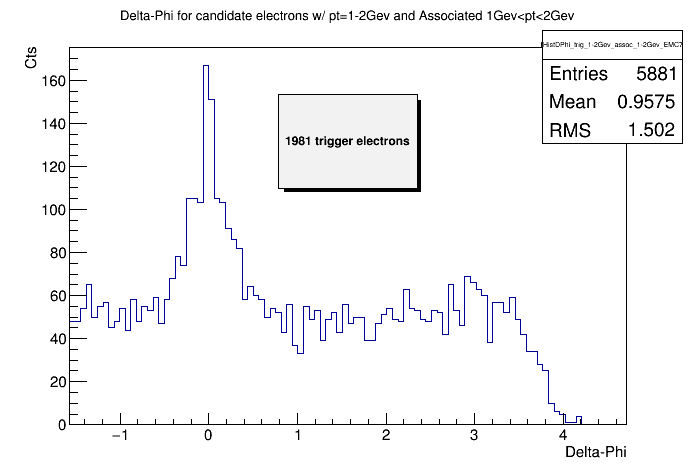 Delta-Phi for candidate electrons w/ pt=1-2Gev and Associated 1Gev<pt<2Gev
HistDPhi_trig_1-2Gev_assoc_1-2Gev_EMC7
Entries 5881
Mean 0.9575
RMS 1.502
1981 trigger electrons
Cts
160
140
120
100
80
60
40
20
0
−1 0 1 2 3 4
Delta-Phi